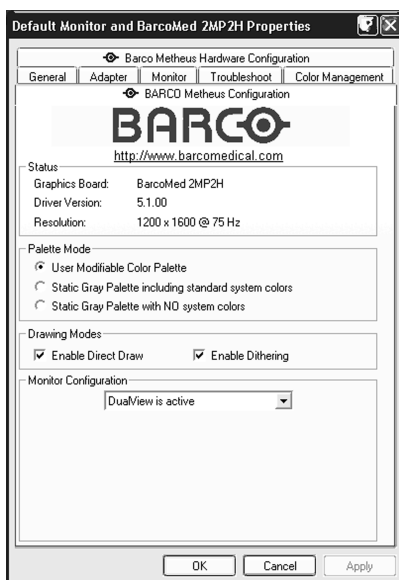 Default Monitor and BarcoMed 2MP2H Properties
Barco Metheus Hardware Configuration
General Adapter Monitor Troubleshoot Color Management
BARCO Metheus Configuration
BARCO
http://www.barcomedical.com
Status
Graphics Board: BarcoMed 2MP2H
Driver Version: 5.1.00
Resolution: 1200 x 1600 @ 75 Hz
Palette Mode
User Modifiable Color Palette
Static Gray Palette including standard system colors
Static Gray Palette with NO system colors
Drawing Modes
Enable Direct Draw Enable Dithering
Monitor Configuration
DualView is active
OK Cancel Apply